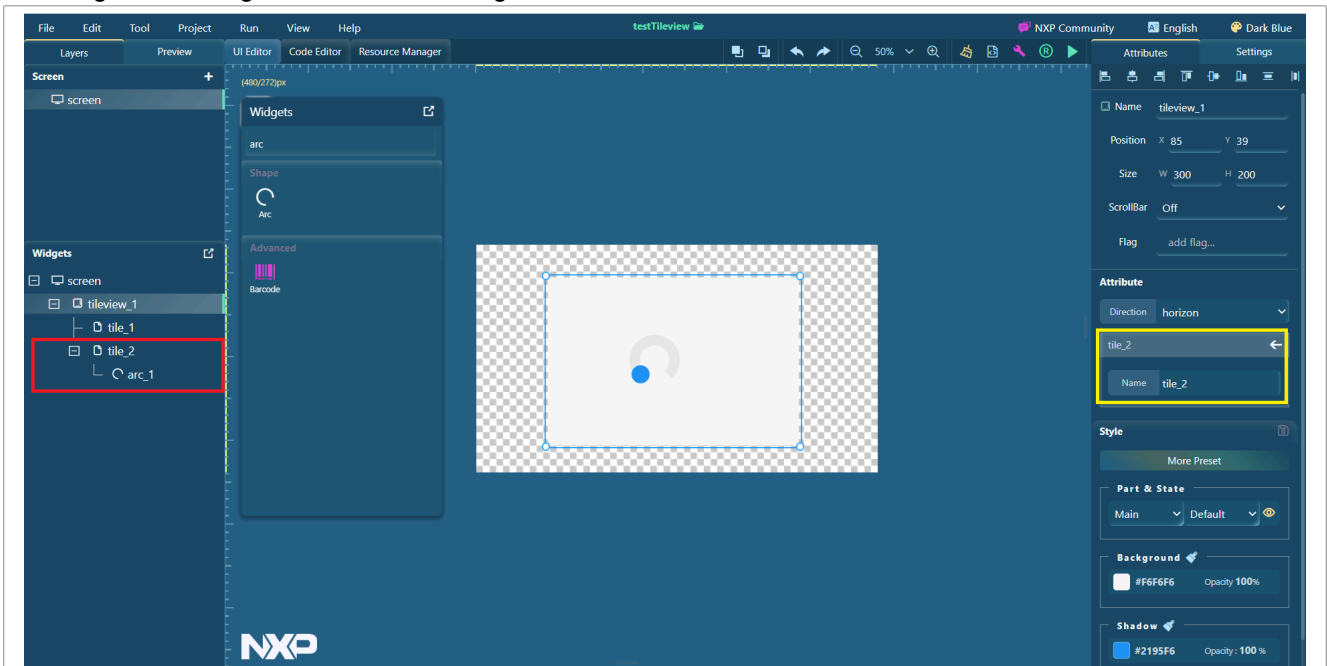 File Edit Tool Project Run View Help testTileview NXP Community English Dark Blue
Layers Preview UI Editor Code Editor Resource Manager 50% Attributes Settings
Screen +
screen
(480/272)px
Widgets
arc
Shape
Arc
Advanced
Barcode
Widgets
screen
tileview_1
tile_1
tile_2
arc_1
NXP
Name tileview_1
Position X 85 Y 39
Size W 300 H 200
ScrollBar Off
Flag add flag...
Attribute
Direction horizon
tile_2
Name tile_2
Style
More Preset
Part & State
Main Default
Background
#F6F6F6 Opacity 100%
Shadow
#2195F6 Opacity : 100 %